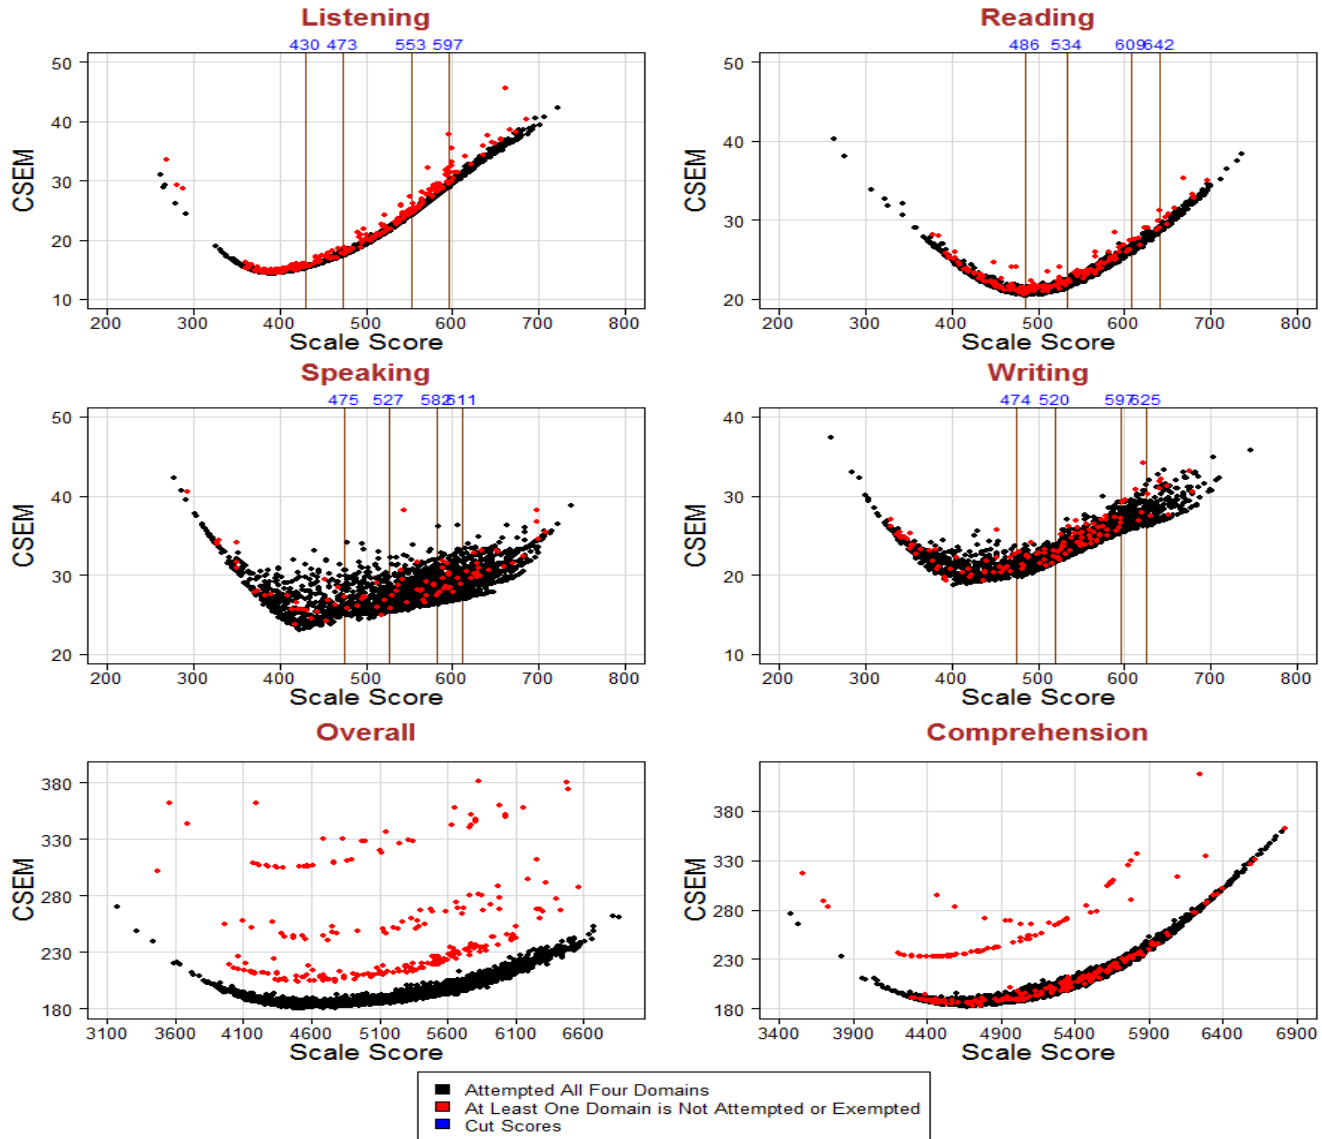 Listening
430 473 553 597
50
40
30
20
10
CSEM
200 300 400 500 600 700 800
Scale Score
Reading
486 534 609 642
50
40
30
20
CSEM
200 300 400 500 600 700 800
Scale Score
Speaking
475 527 582 611
50
40
30
20
CSEM
200 300 400 500 600 700 800
Scale Score
Writing
474 520 597 625
40
30
20
10
CSEM
200 300 400 500 600 700 800
Scale Score
Overall
380
330
280
230
180
CSEM
3100 3600 4100 4600 5100 5600 6100 6600
Scale Score
Comprehension
380
330
280
230
180
CSEM
3400 3900 4400 4900 5400 5900 6400 6900
Scale Score
Attempted All Four Domains
At Least One Domain is Not Attempted or Exempted
Cut Scores